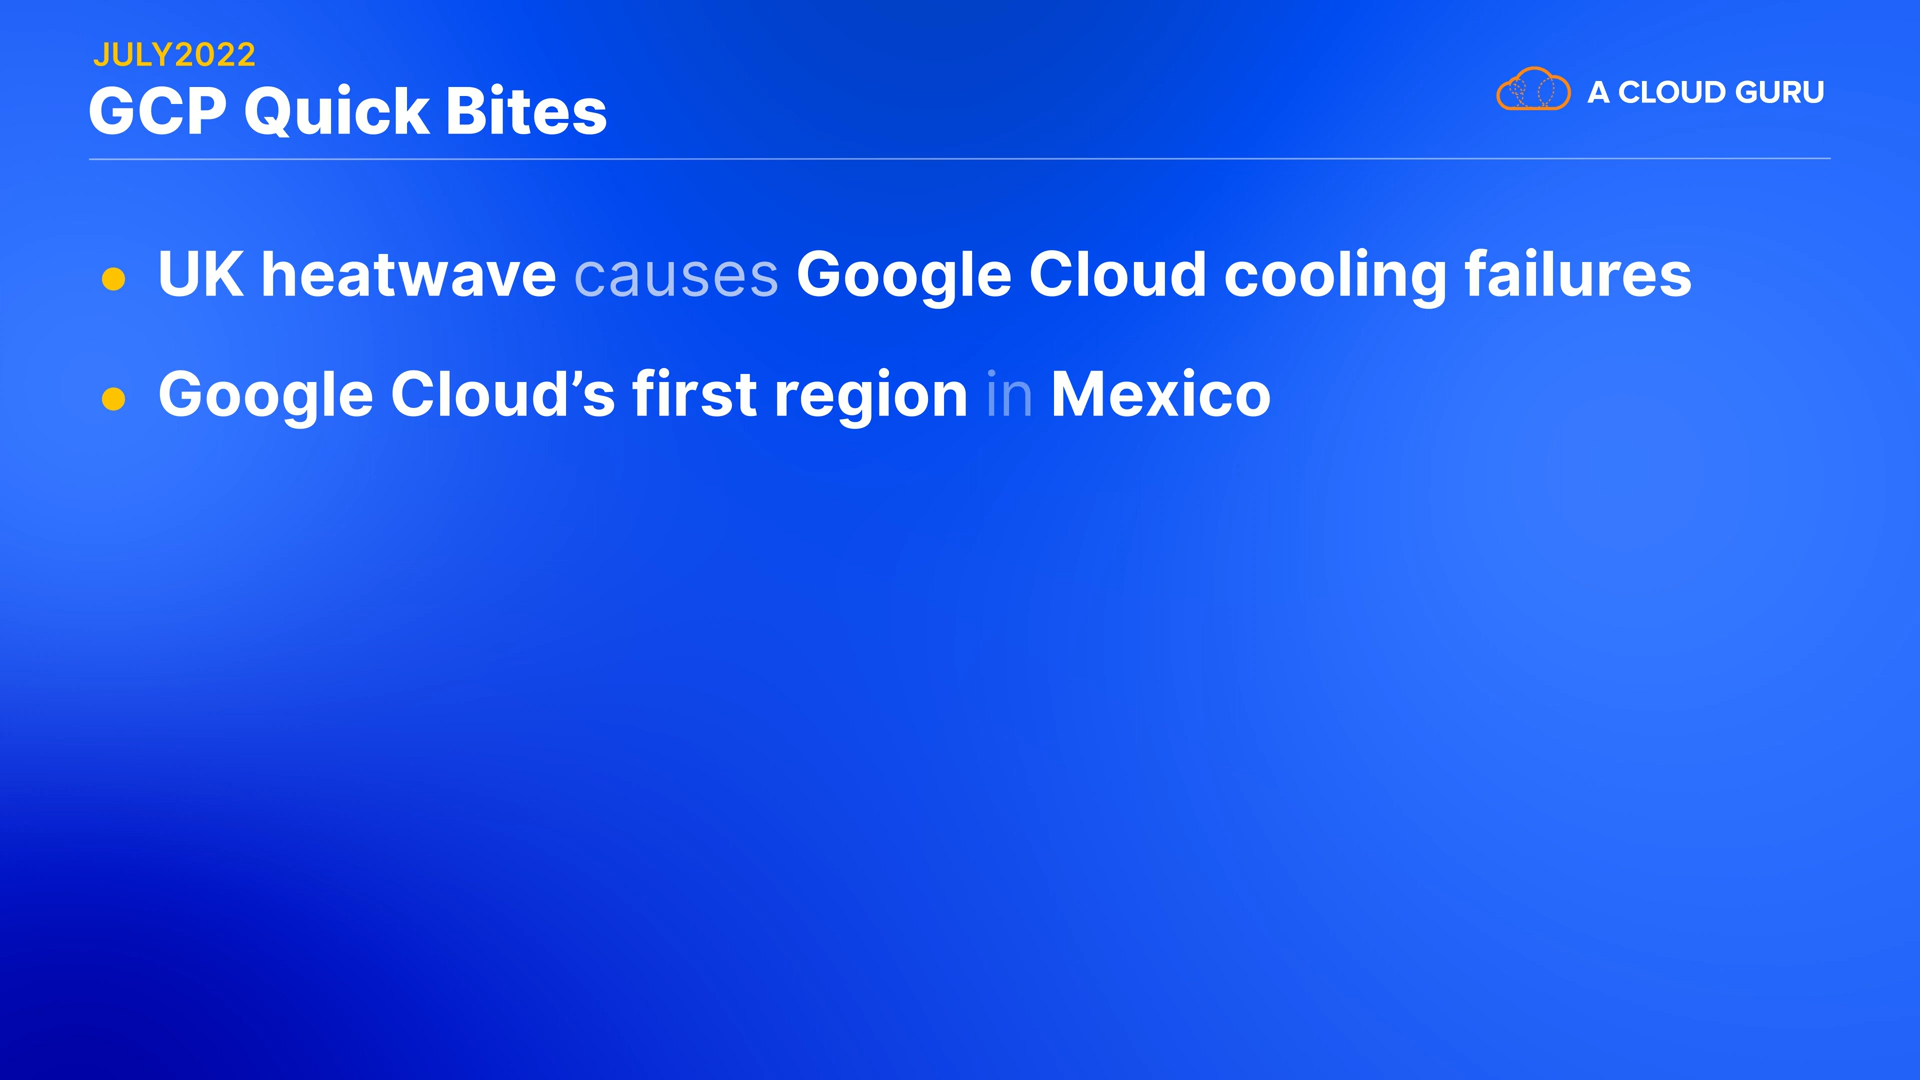 JULY2022
GCP Quick Bites
A CLOUD GURU
UK heatwave causes Google Cloud cooling failures
Google Cloud’s first region in Mexico